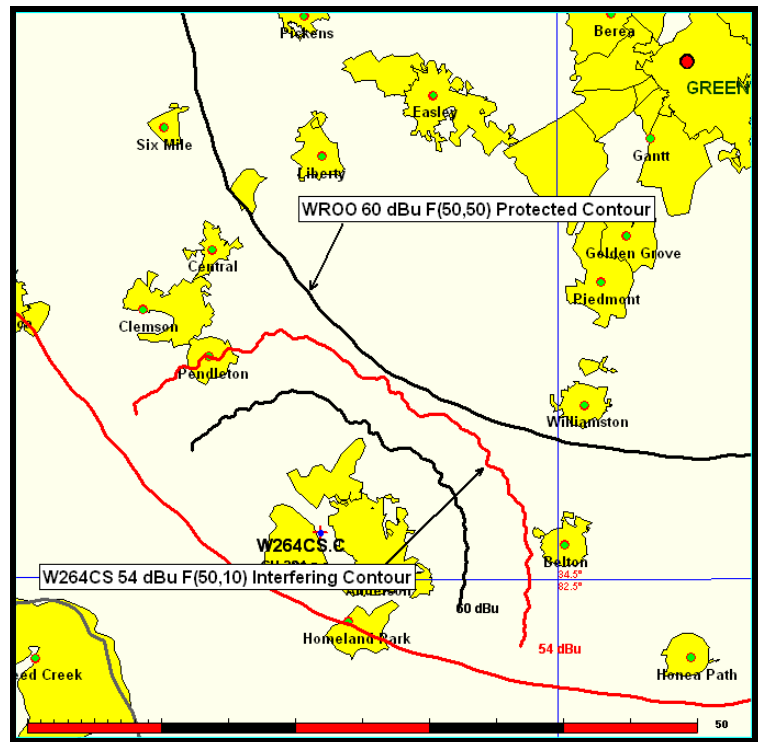 Pickens
Berea
GREEN
Easley
Six Mile
Gantt
Liberty
WROO 60 dBu F(50,50) Protected Contour
Golden Grove
Central
Piedmont
Clemson
Pendleton
Williamston
W264CS.C
Belton
34.5°
W264CS 54 dBu F(50,10) Interfering Contour
82.5°
Anderson
60 dBu
Homeland Park
54 dBu
eed Creek
Honea Path
50